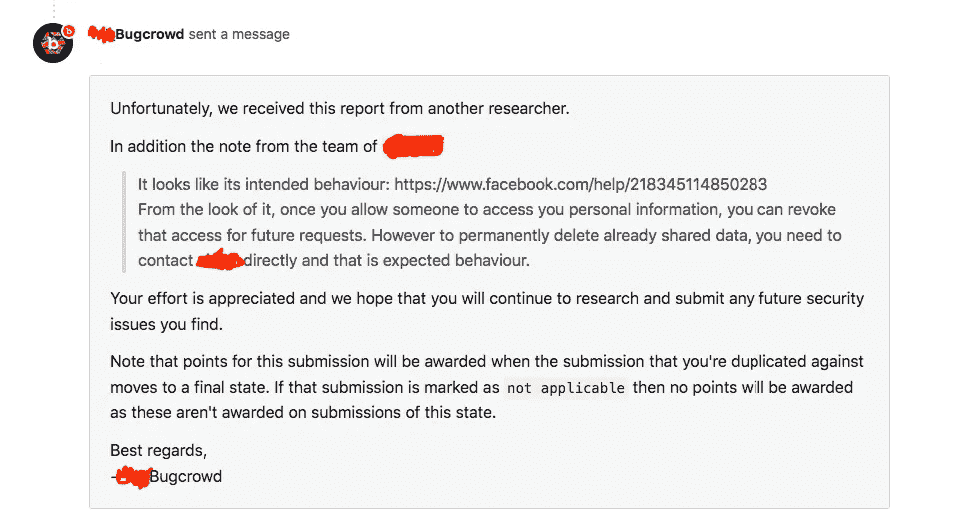 Bugcrowd sent a message
Unfortunately, we received this report from another researcher.
In addition the note from the team of
It looks like its intended behaviour: https://www.facebook.com/help/218345114850283
From the look of it, once you allow someone to access you personal information, you can revoke
that access for future requests. However to permanently delete already shared data, you need to
contact directly and that is expected behaviour.
Your effort is appreciated and we hope that you will continue to research and submit any future security
issues you find.
Note that points for this submission will be awarded when the submission that you're duplicated against
moves to a final state. If that submission is marked as not applicable then no points will be awarded
as these aren't awarded on submissions of this state.
Best regards,
- Bugcrowd